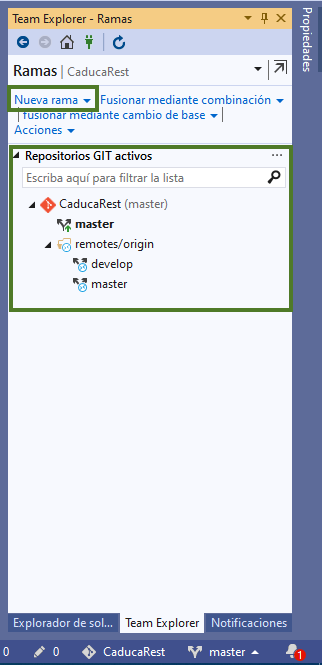 Team Explorer - Ramas
Propiedades
Ramas | CaducaRest
Nueva rama | Fusionar mediante combinación
| fusionar mediante cambio de base |
Acciones
Repositorios GIT activos
Escriba aquí para filtrar la lista
CaducaRest (master)
master
remotes/origin
develop
master
Explorador de sol... Team Explorer Notificaciones
0 0 CaducaRest master 1